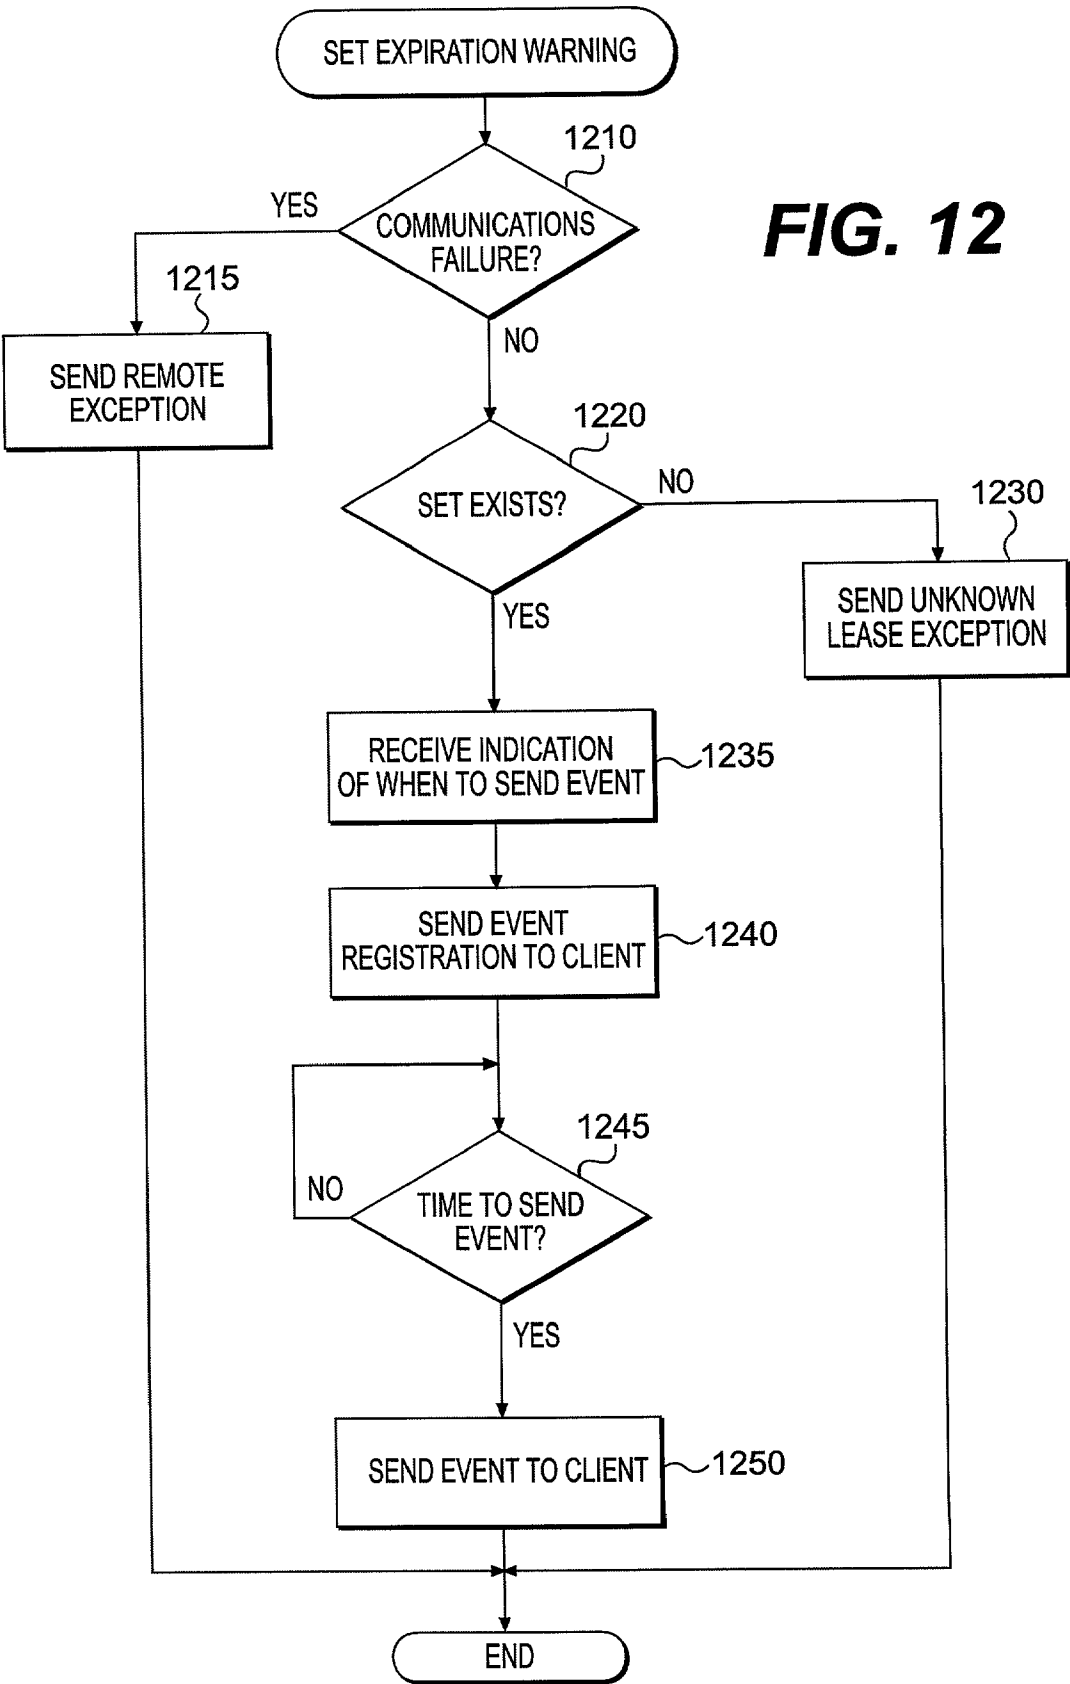 SET EXPIRATION WARNING
1210
YES
COMMUNICATIONS
FAILURE?
FIG. 12
1215
NO
SEND REMOTE
EXCEPTION
1220
SET EXISTS?
NO
1230
YES
SEND UNKNOWN
LEASE EXCEPTION
RECEIVE INDICATION
OF WHEN TO SEND EVENT
1235
SEND EVENT
REGISTRATION TO CLIENT
1240
1245
NO
TIME TO SEND
EVENT?
YES
SEND EVENT TO CLIENT
1250
END